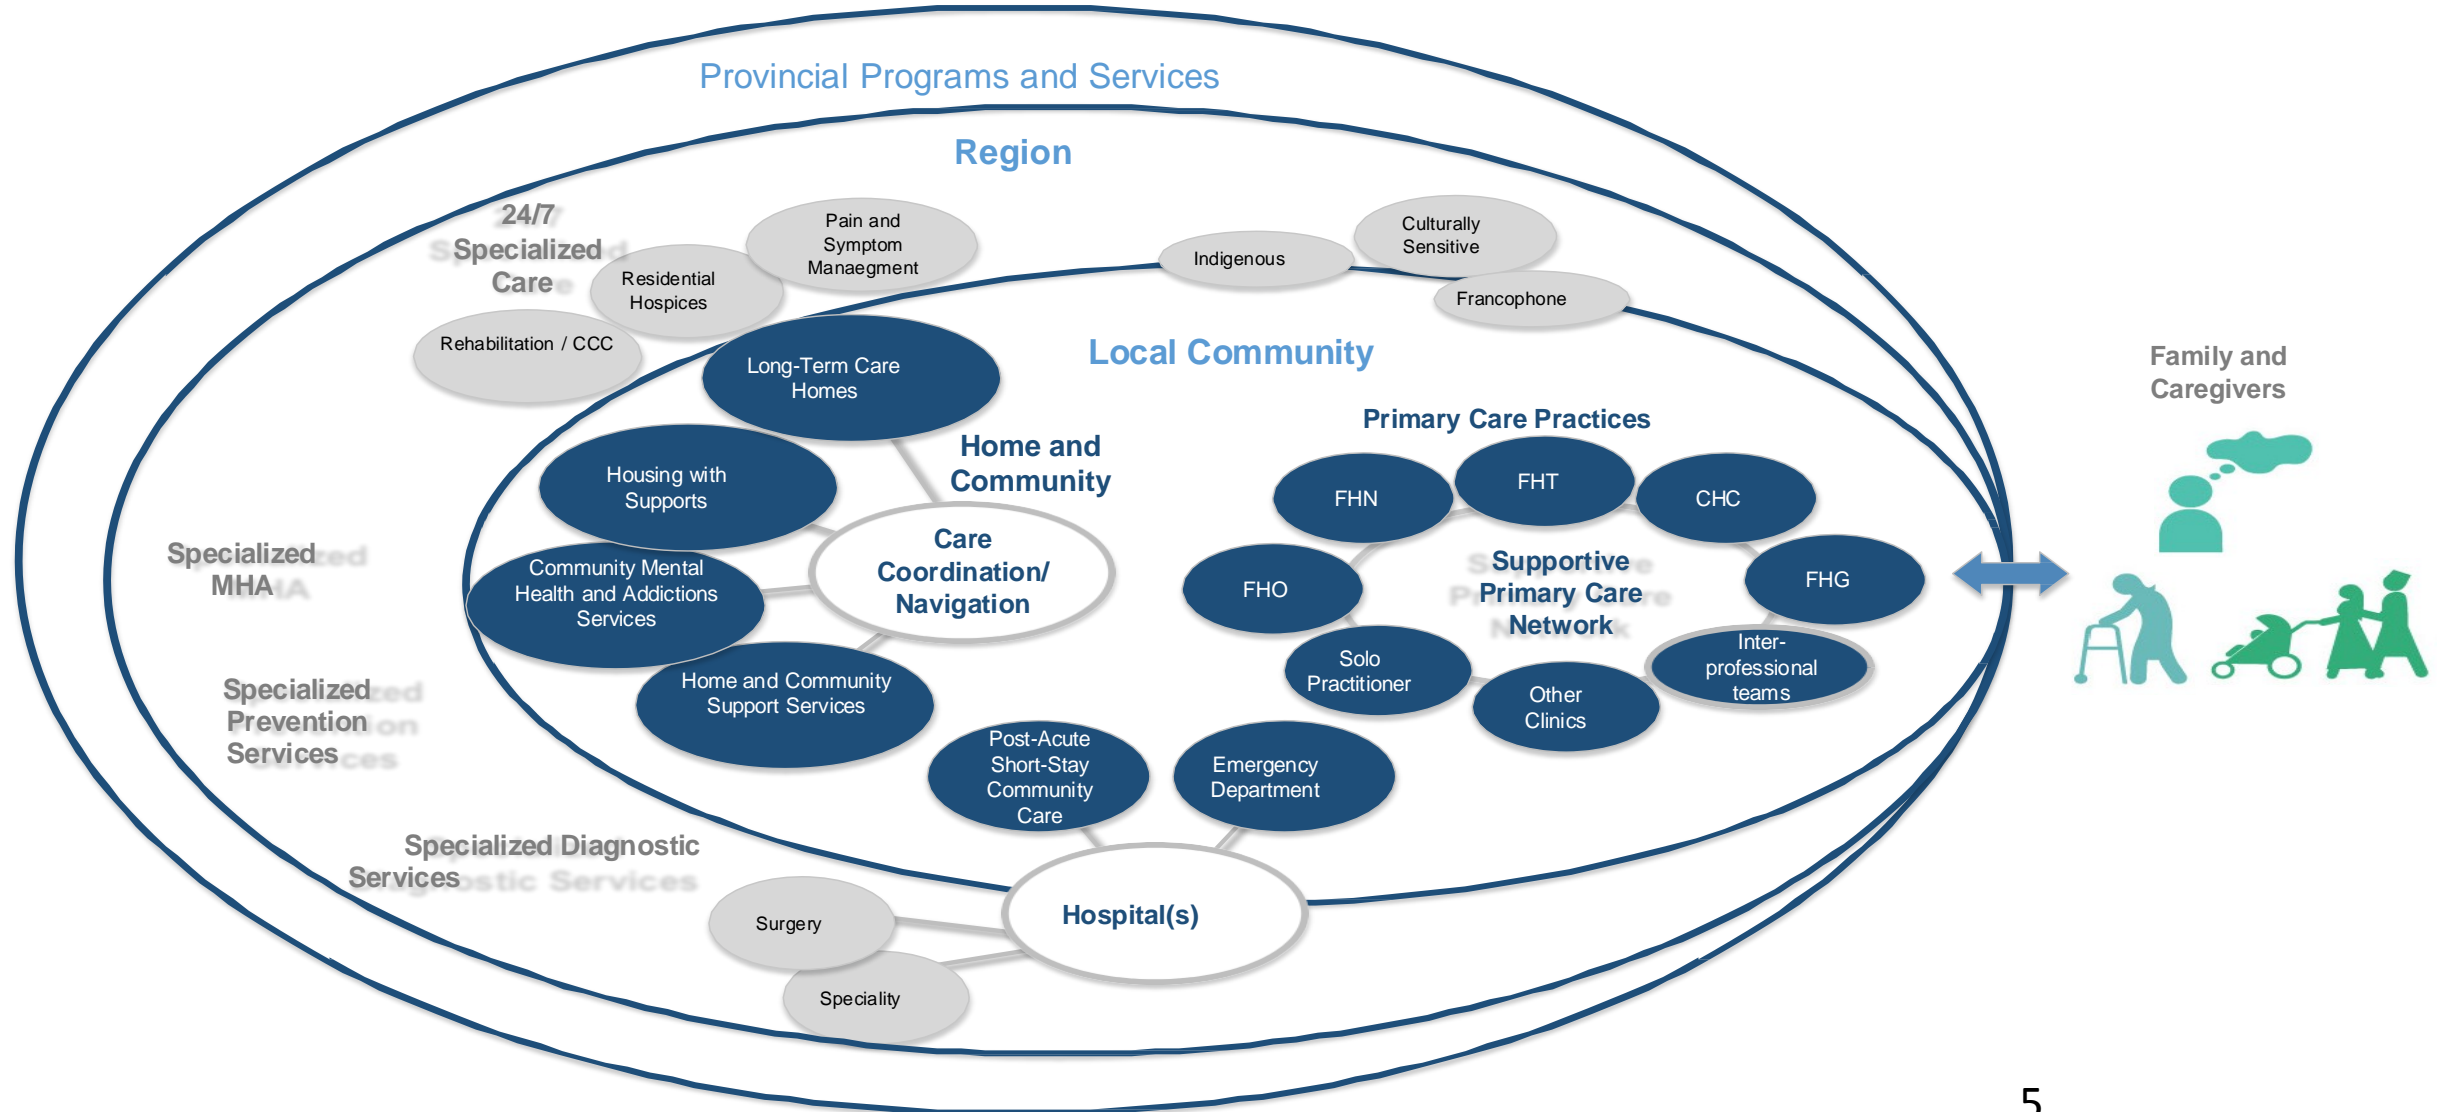 Provincial Programs and Services
Region
24/7
Specialized
Care
Pain and
Symptom
Manaegment
Residential
Hospices
Rehabilitation / CCC
Indigenous
Culturally
Sensitive
Francophone
Local Community
Long-Term Care
Homes
Home and
Community
Housing with
Supports
Care
Coordination/
Navigation
Community Mental
Health and Addictions
Services
Home and Community
Support Services
Primary Care Practices
FHN
FHT
CHC
FHO
FHG
Supportive
Primary Care
Network
Solo
Practitioner
Other
Clinics
Inter-
professional
teams
Post-Acute
Short-Stay
Community
Care
Emergency
Department
Hospital(s)
Surgery
Speciality
Specialized
MHA
Specialized
Prevention
Services
Specialized Diagnostic
Services
Family and
Caregivers
5